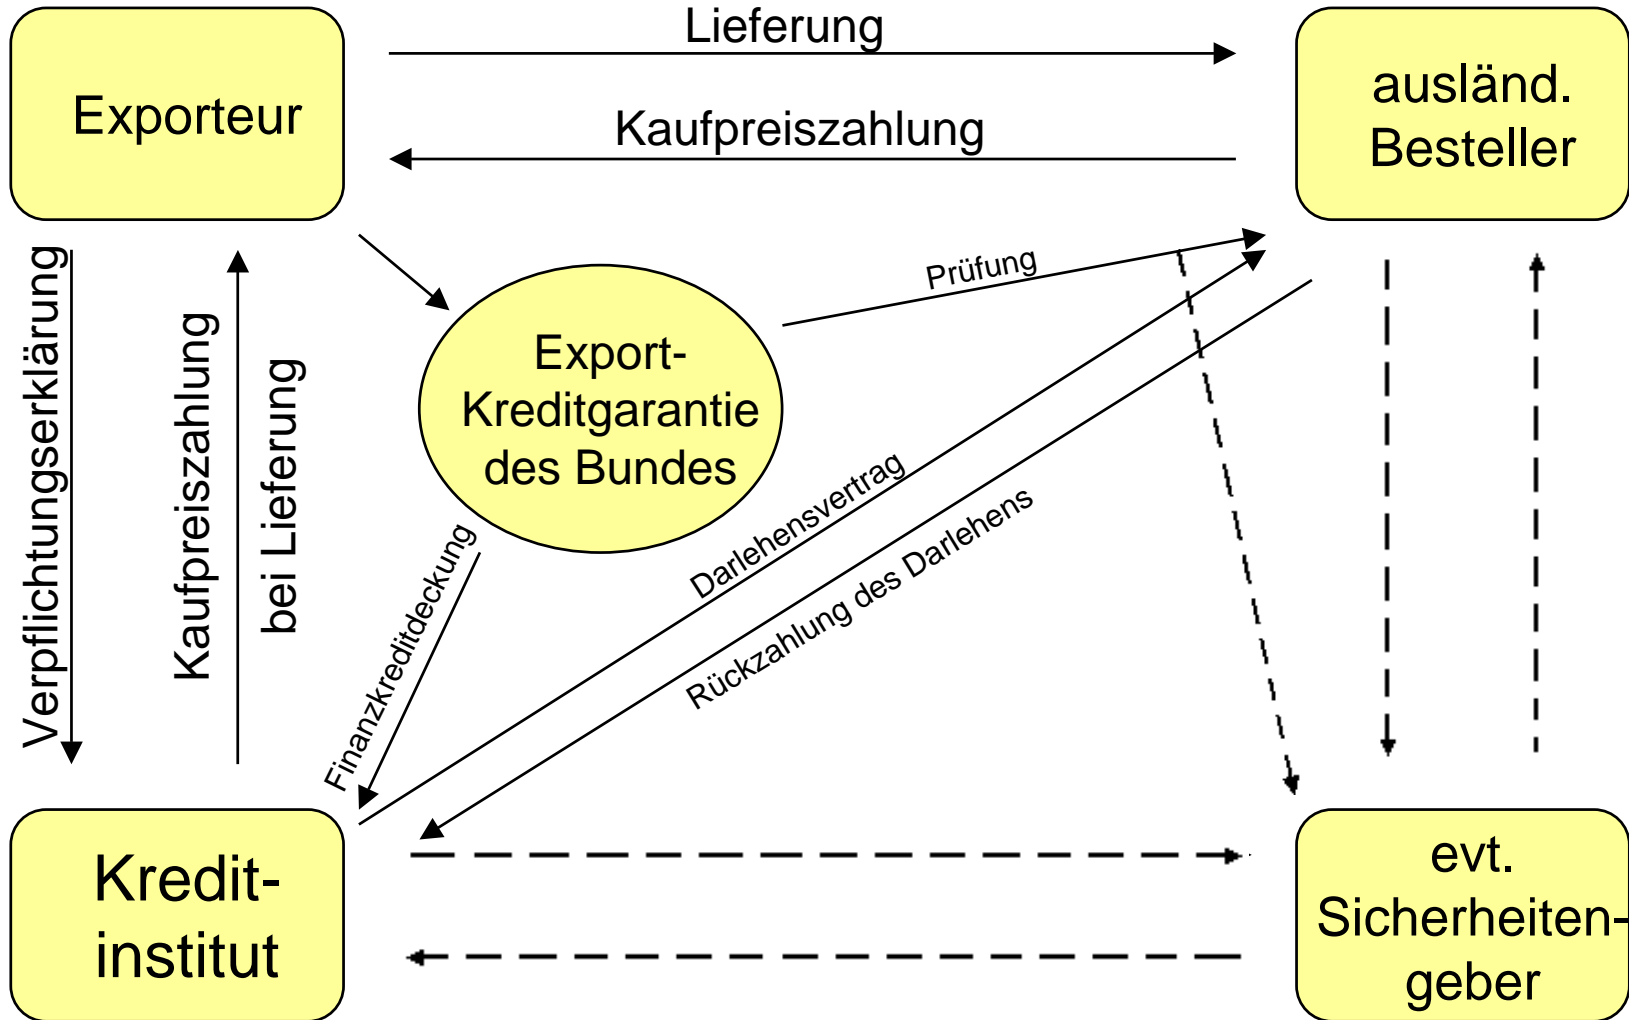 Lieferung
Exporteur
ausländ.
Besteller
Kaufpreiszahlung
Verpflichtungserklärung
Kaufpreiszahlung
bei Lieferung
Prüfung
Export-
Kreditgarantie
des Bundes
Finanzkreditdeckung
Darlehensvertrag
Rückzahlung des Darlehens
Kredit-
institut
evt.
Sicherheiten-
geber